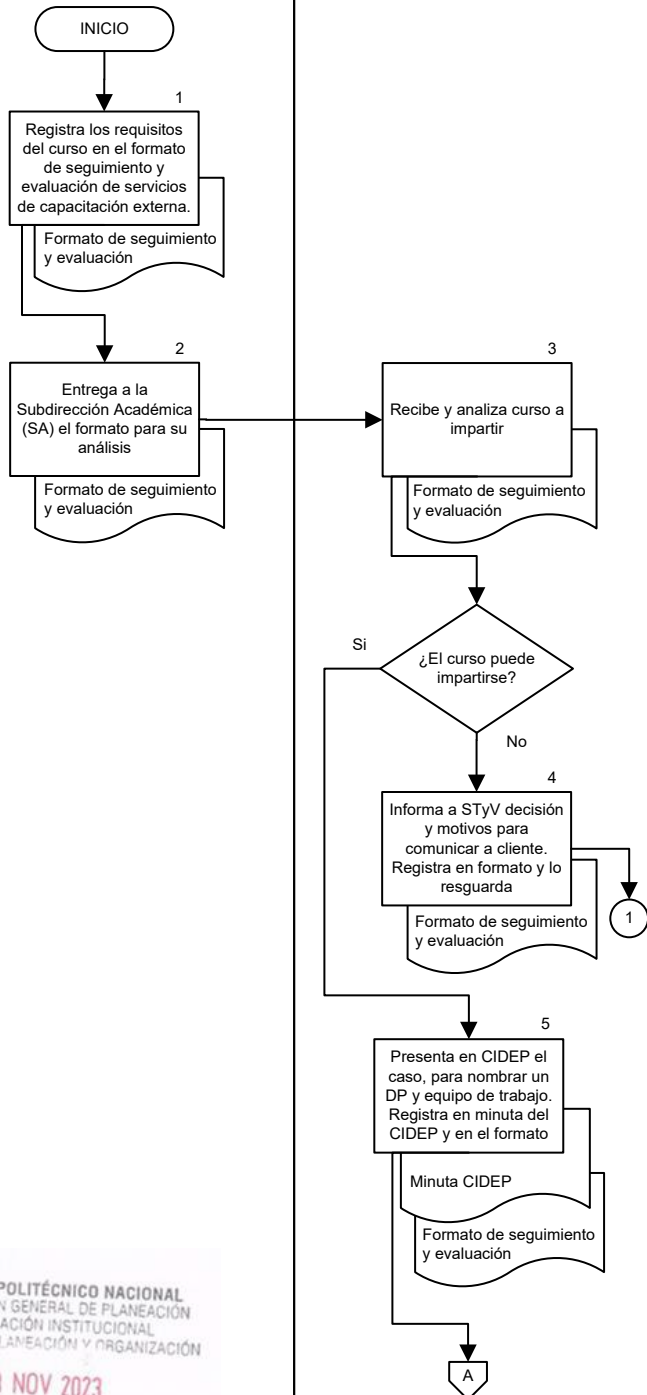 INICIO
1
Registra los requisitos
del curso en el formato
de seguimiento y
evaluación de servicios
de capacitación externa.
Formato de seguimiento
y evaluación
2
Entrega a la
Subdirección Académica
(SA) el formato para su
análisis
Formato de seguimiento
y evaluación
3
Recibe y analiza curso a
impartir
Formato de seguimiento
y evaluación
¿El curso puede
impartirse?
Si
No
4
Informa a STyV decisión
y motivos para
comunicar a cliente.
Registra en formato y lo
resguarda
Formato de seguimiento
y evaluación
1
5
Presenta en CIDEP el
caso, para nombrar un
DP y equipo de trabajo.
Registra en minuta del
CIDEP y en el formato
Minuta CIDEP
Formato de seguimiento
y evaluación
A
POLITÉCNICO NACIONAL
GENERAL DE PLANEACIÓN
INSTITUCIONAL
PLANEACIÓN Y ORGANIZACIÓN
NOV 2023